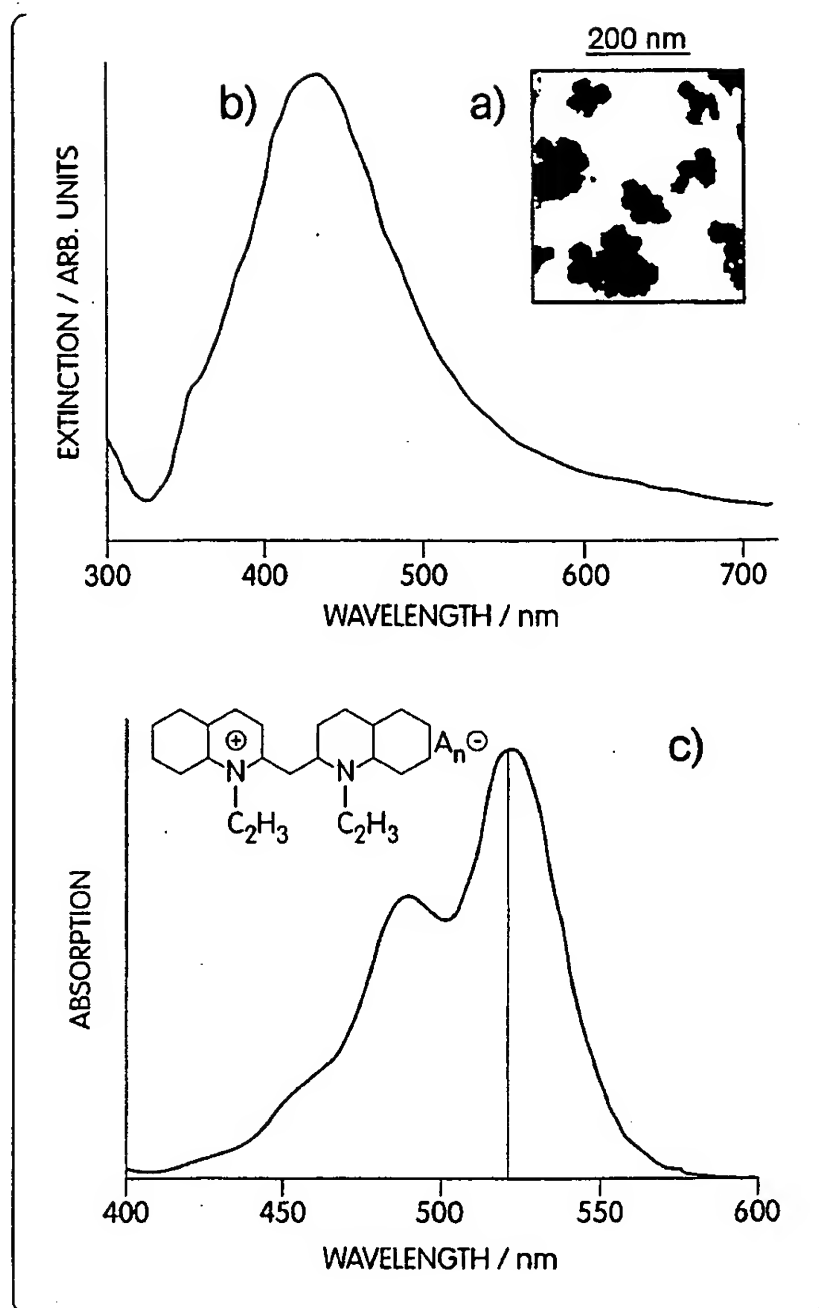 200 nm
b)
a)
EXTINCTION / ARB. UNITS
300 400 500 600 700
WAVELENGTH / nm
c)
⊕
Aₙ⊖
N N
C₂H₃ C₂H₃
ABSORPTION
400 450 500 550 600
WAVELENGTH / nm